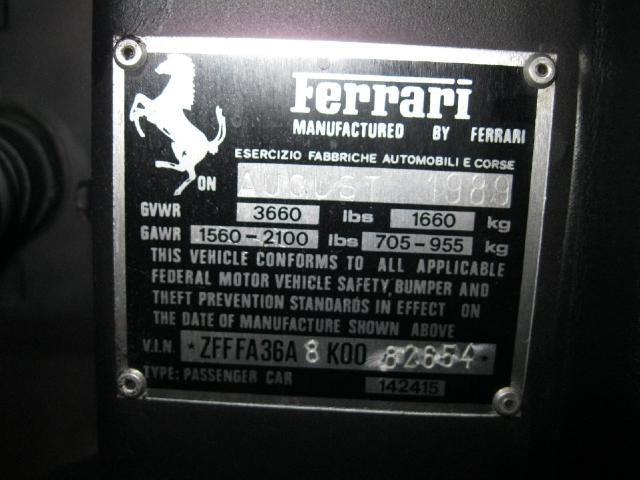 Ferrari
MANUFACTURED BY FERRARI
ESERCIZIO FABBRICHE AUTOMOBILI E CORSE
ON AUGUST 1989
GVWR 3660 lbs 1660 kg
GAWR 1560-2100 lbs 705-955 kg
THIS VEHICLE CONFORMS TO ALL APPLICABLE
FEDERAL MOTOR VEHICLE SAFETY, BUMPER AND
THEFT PREVENTION STANDARDS IN EFFECT ON
THE DATE OF MANUFACTURE SHOWN ABOVE
V.I.N. *ZFFFA36A 8 K00 82654*
TYPE: PASSENGER CAR 142415